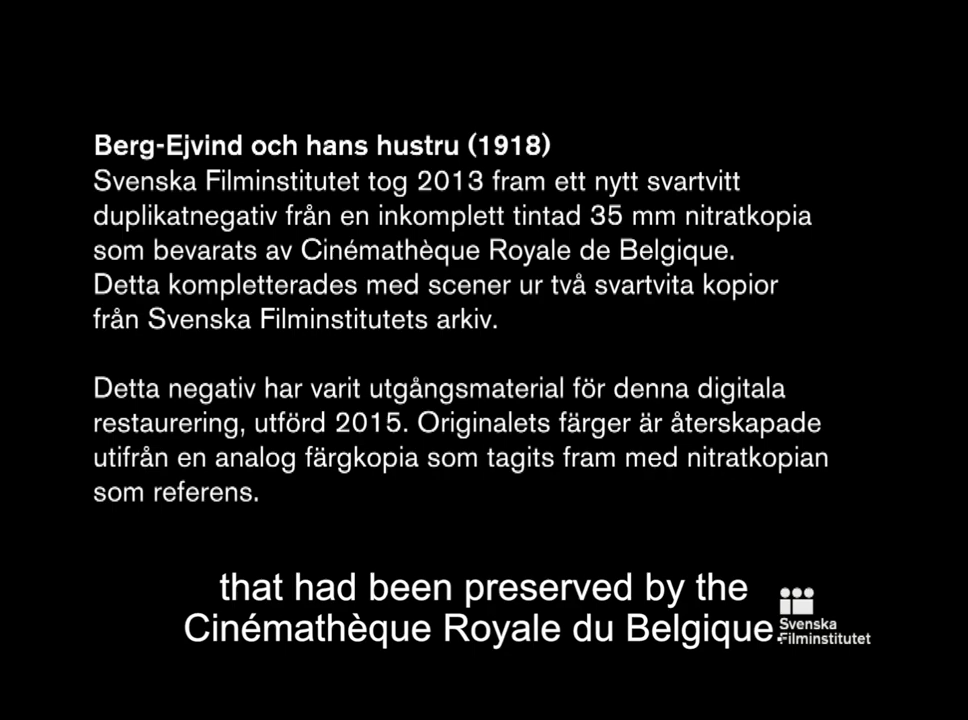 Berg-Ejvind och hans hustru (1918)
Svenska Filminstitutet tog 2013 fram ett nytt svartvitt
duplikatnegativ från en inkomplett tintad 35 mm nitratkopia
som bevarats av Cinémathèque Royale de Belgique.
Detta kompletterades med scener ur två svartvita kopior
från Svenska Filminstitutets arkiv.
Detta negativ har varit utgångsmaterial för denna digitala
restaurering, utförd 2015. Originalets färger är återskapade
utifrån en analog färgkopia som tagits fram med nitratkopian
som referens.
that had been preserved by the
Cinémathèque Royale du Belgique.
Svenska
Filminstitutet